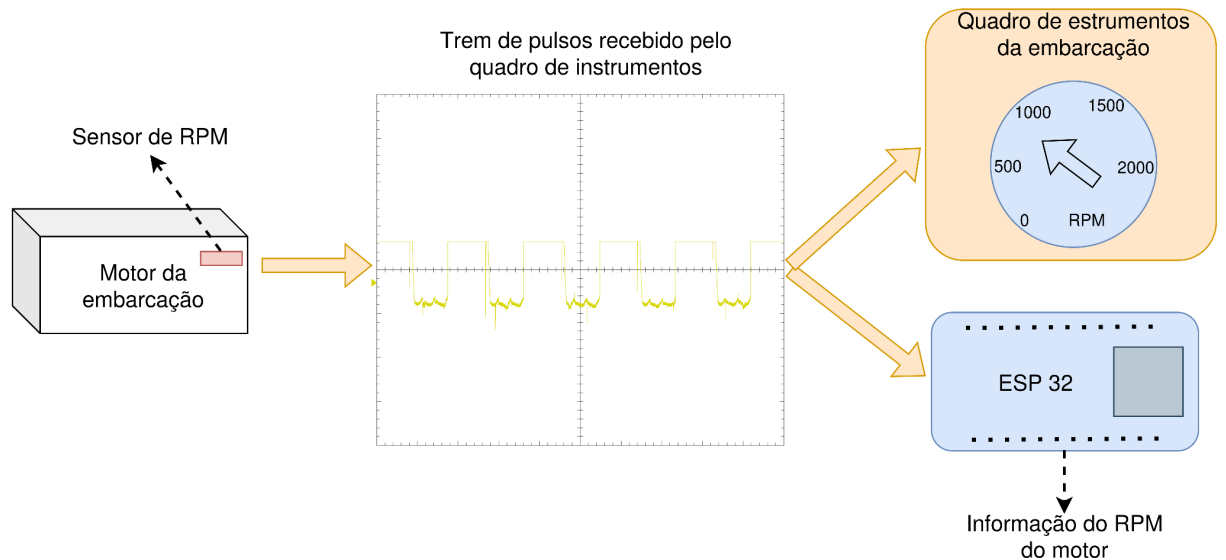 Trem de pulsos recebido pelo
quadro de instrumentos
Quadro de estrumentos
da embarcação
Sensor de RPM
Motor da
embarcação
1000
1500
500
2000
0
RPM
ESP 32
Informação do RPM
do motor